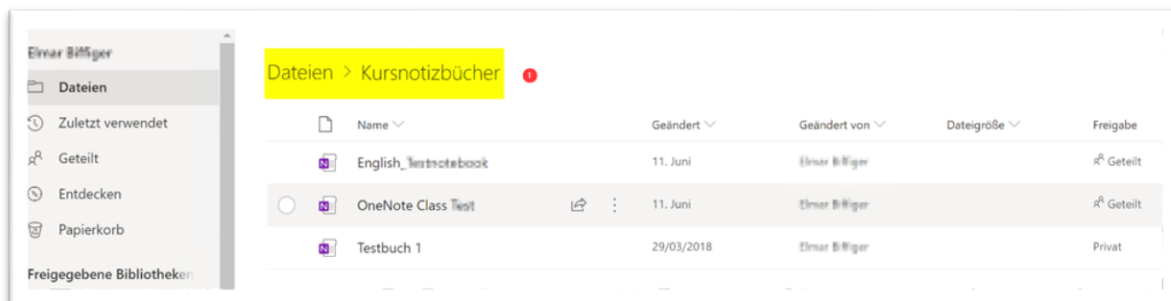 Dateien
Zuletzt verwendet
Geteilt
Entdecken
Papierkorb
Freigegebene Bibliotheken
Dateien > Kursnotizbücher
Name Geändert Geändert von Dateigröße Freigabe
English_ 11. Juni Geteilt
OneNote Class 11. Juni Geteilt
Testbuch 1 29/03/2018 Privat